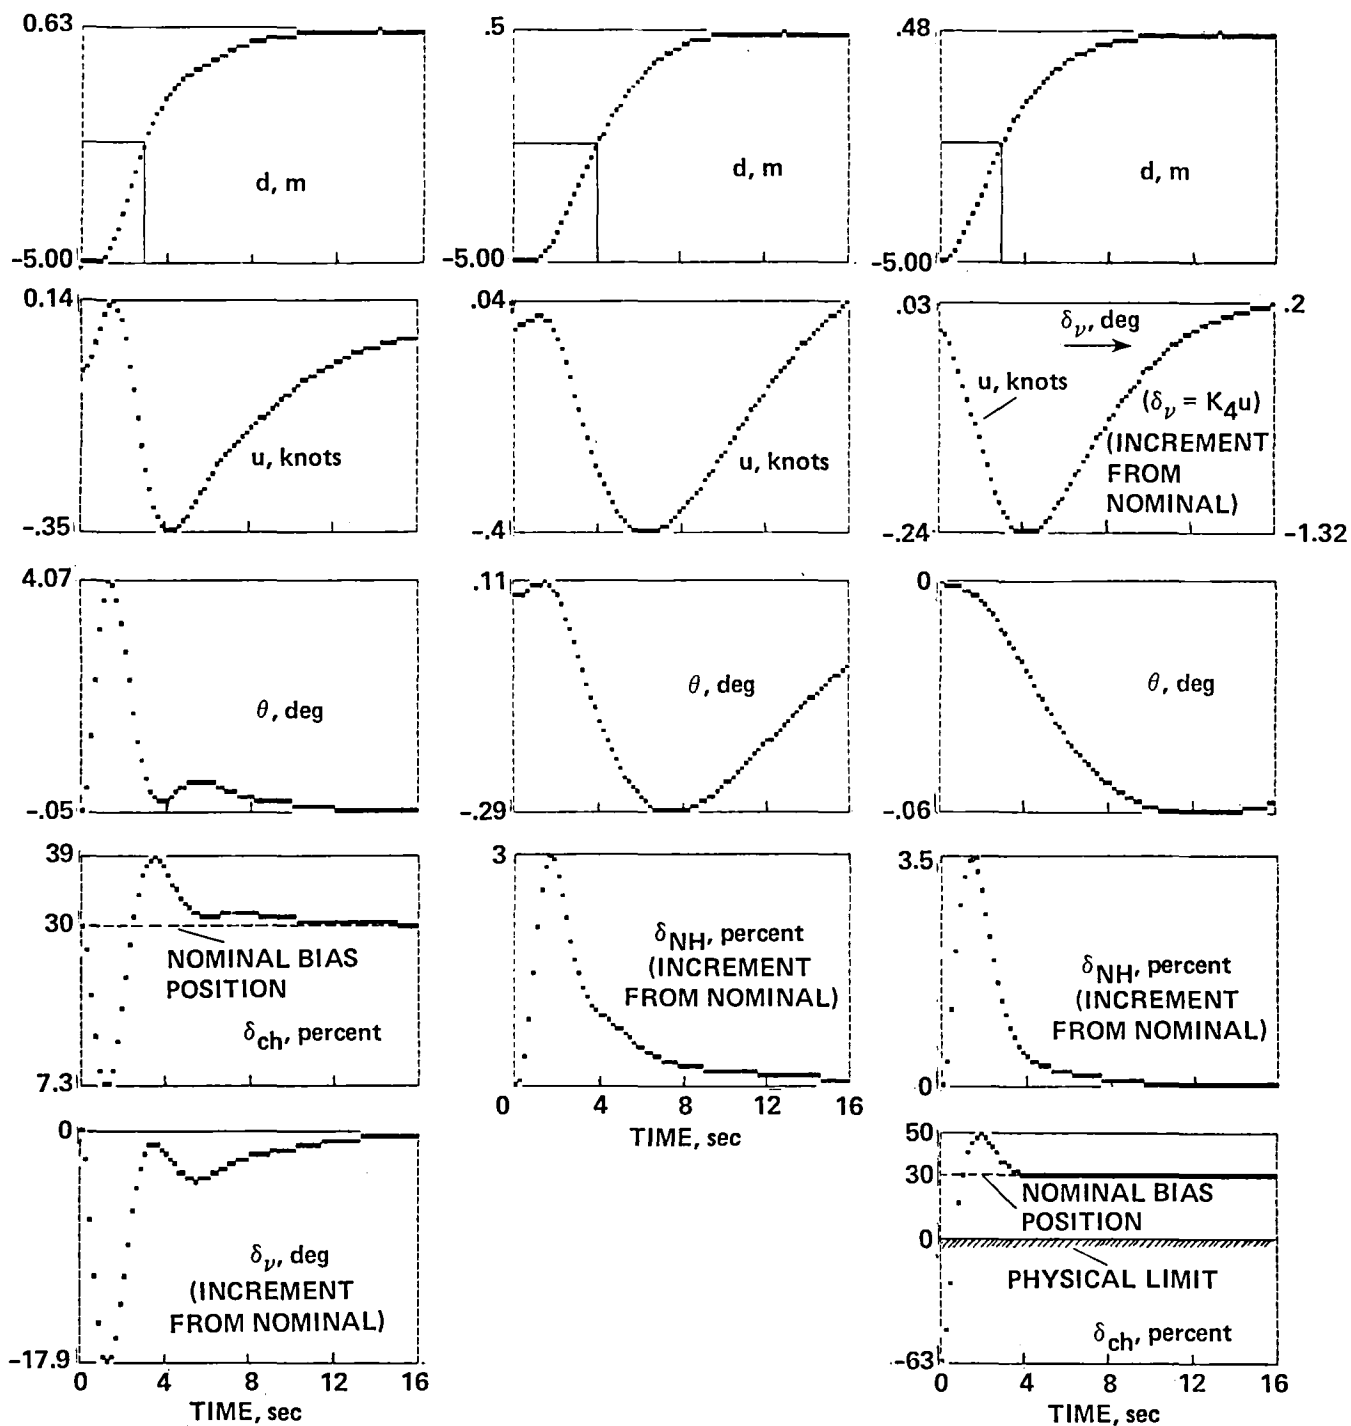 0.63
d, m
-5.00
0.14
u, knots
-.35
4.07
θ, deg
-.05
39
30
NOMINAL BIAS
POSITION
δch, percent
7.3
0
δν, deg
(INCREMENT
FROM NOMINAL)
-17.9
0 4 8 12 16
TIME, sec
.5
d, m
-5.00
.04
u, knots
-.4
.11
θ, deg
-.29
3
δNH, percent
(INCREMENT
FROM NOMINAL)
0 4 8 12 16
TIME, sec
.48
d, m
-5.00
.03
.2
δν, deg
u, knots
(δν = K4u)
(INCREMENT
FROM
NOMINAL)
-.24
-1.32
0
θ, deg
-.06
3.5
δNH, percent
(INCREMENT
FROM NOMINAL)
0
50
30
NOMINAL BIAS
POSITION
0
PHYSICAL LIMIT
δch, percent
-63
0 4 8 12 16
TIME, sec